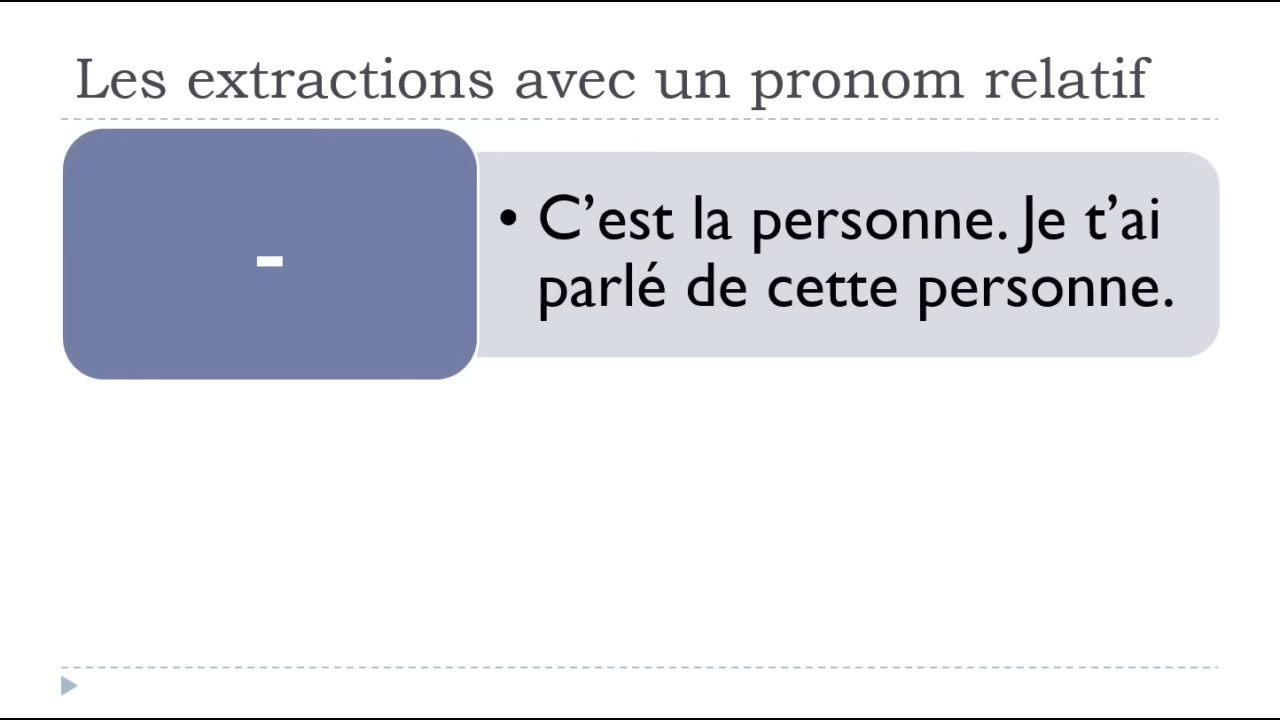 Les extractions avec un pronom relatif
-
• C’est la personne. Je t’ai
parlé de cette personne.